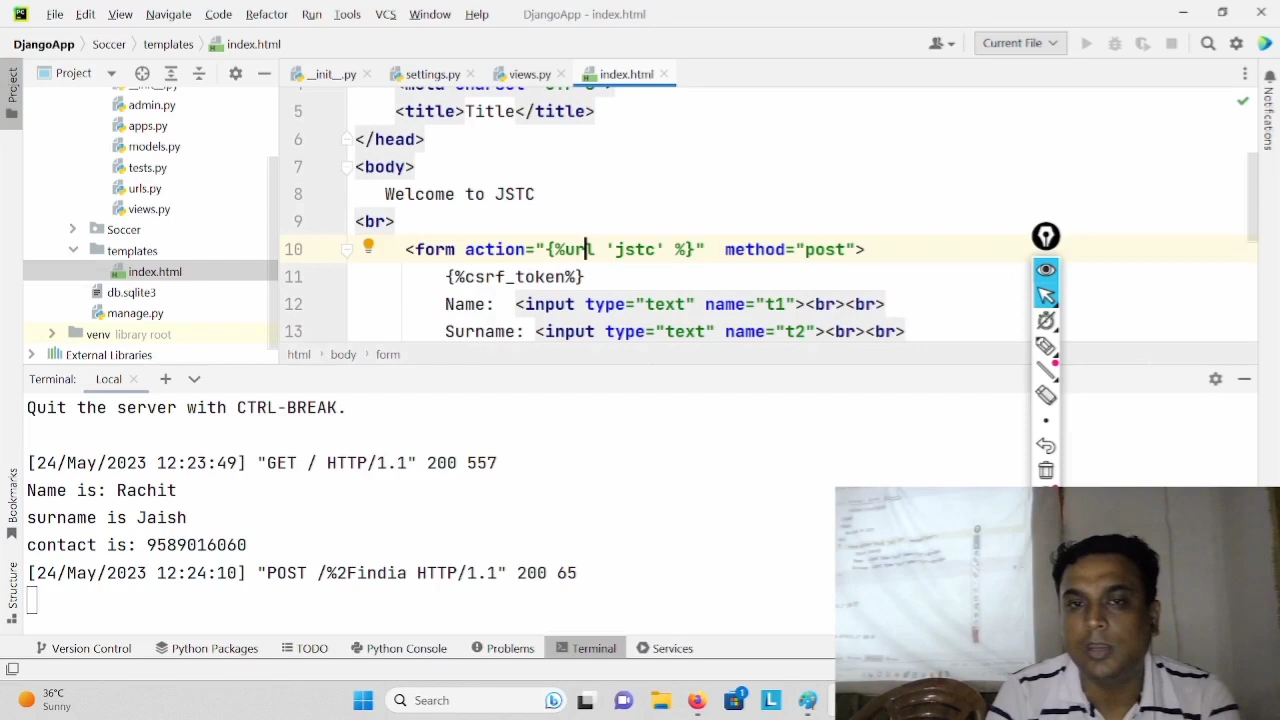 File Edit View Navigate Code Refactor Run Tools VCS Window Help DjangoApp - index.html
DjangoApp Soccer templates index.html Current File
Project
Project
__init__.py settings.py views.py index.html
Notifications
admin.py
apps.py
models.py
tests.py
urls.py
views.py
Soccer
templates
index.html
db.sqlite3
manage.py
venv library root
External Libraries
5 <title>Title</title>
6 </head>
7 <body>
8 Welcome to JSTC
9 <br>
10 <form action="{%url 'jstc' %}" method="post">
11 {%csrf_token%}
12 Name: <input type="text" name="t1"><br><br>
13 Surname: <input type="text" name="t2"><br><br>
html body form
Terminal: Local
Quit the server with CTRL-BREAK.
[24/May/2023 12:23:49] "GET / HTTP/1.1" 200 557
Name is: Rachit
surname is Jaish
contact is: 9589016060
[24/May/2023 12:24:10] "POST /%2Findia HTTP/1.1" 200 65
Bookmarks
Structure
Version Control Python Packages TODO Python Console Problems Terminal Services
36°C
Sunny
Search